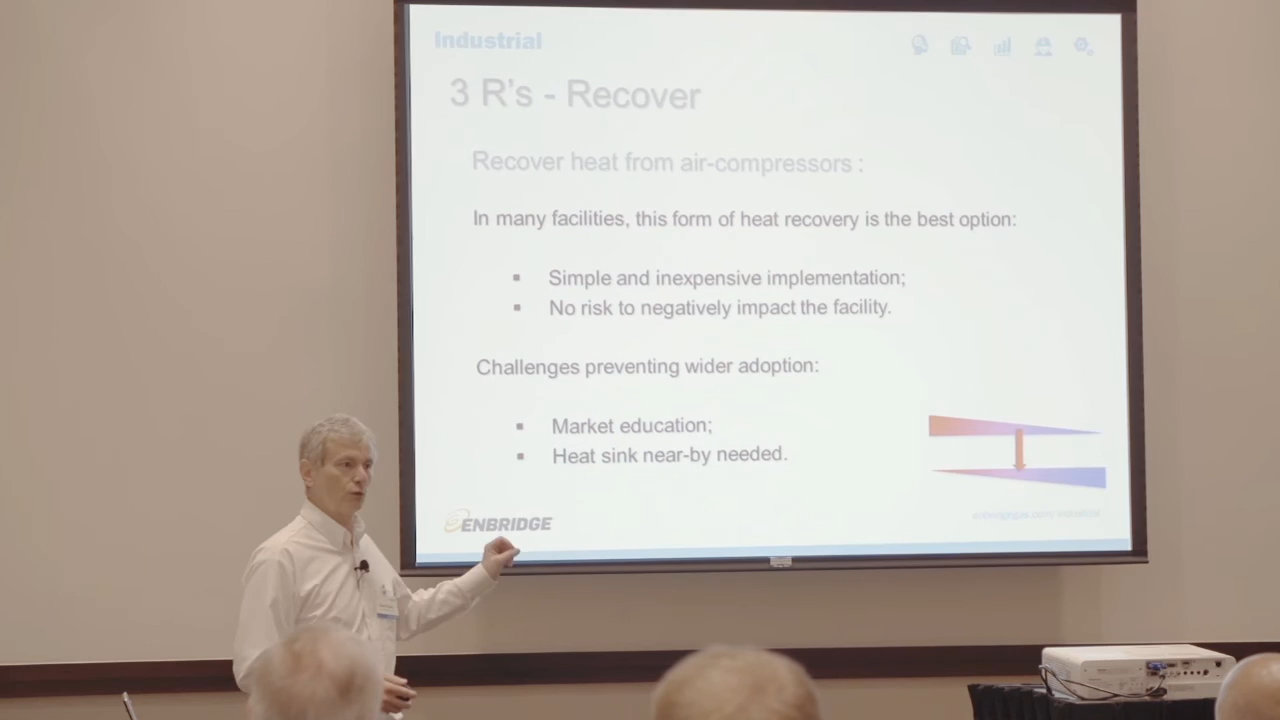 Industrial
3 R's - Recover
Recover heat from air-compressors :
In many facilities, this form of heat recovery is the best option:
▪ Simple and inexpensive implementation;
▪ No risk to negatively impact the facility.
Challenges preventing wider adoption:
▪ Market education;
▪ Heat sink near-by needed.
ENBRIDGE